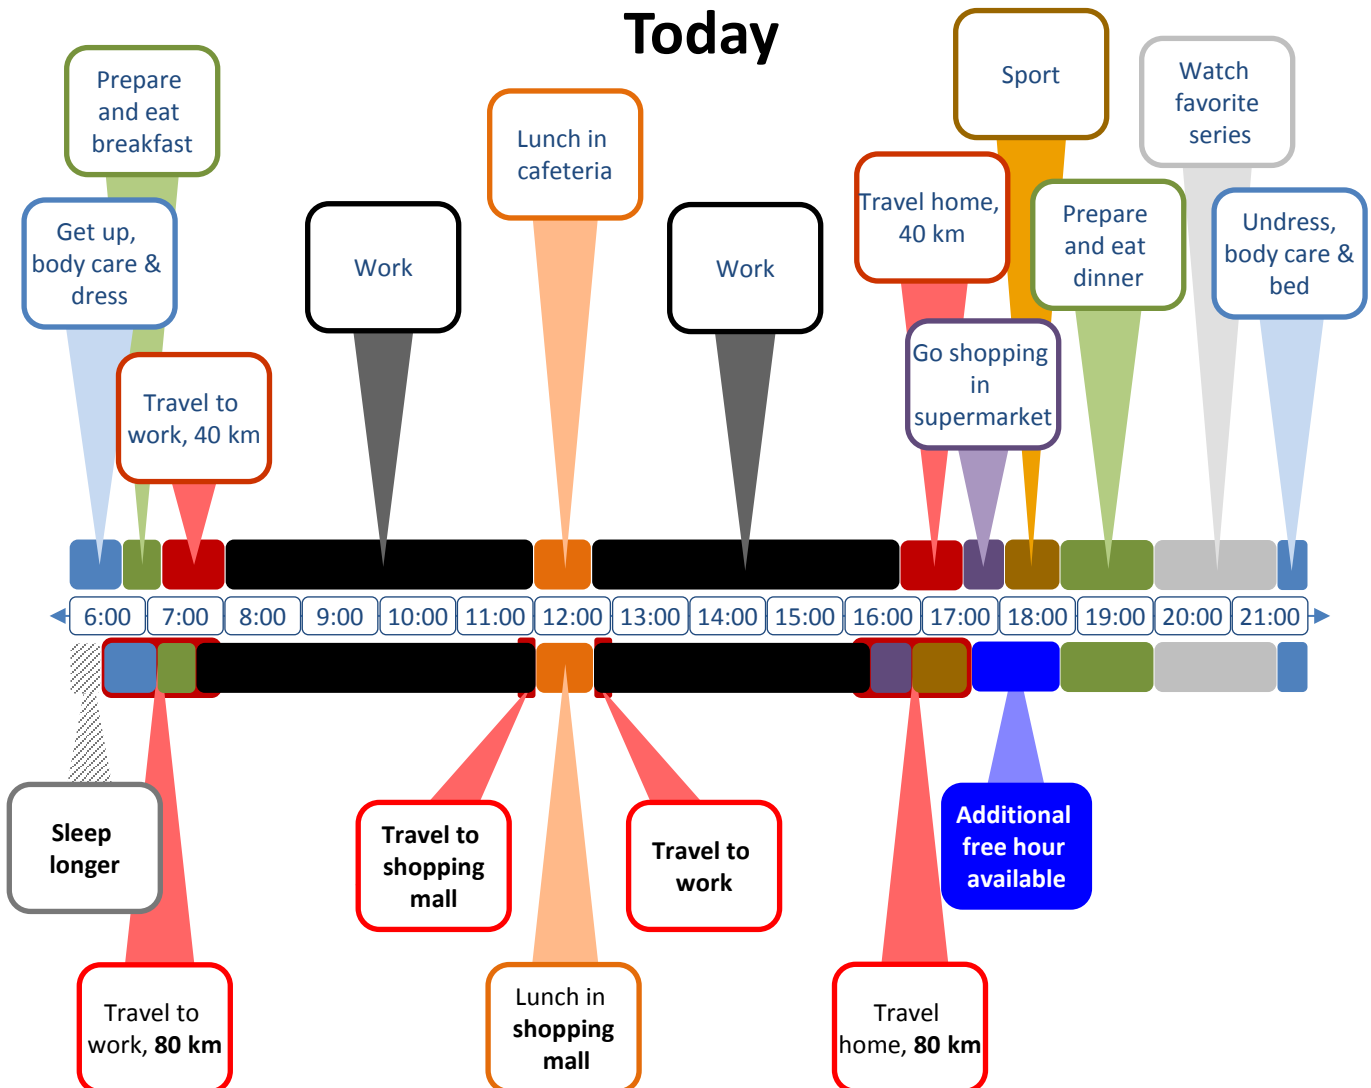 Today
Prepare
and eat
breakfast
Get up,
body care &
dress
Travel to
work, 40 km
Work
Lunch in
cafeteria
Work
Travel home,
40 km
Sport
Go shopping
in
supermarket
Prepare
and eat
dinner
Watch
favorite
series
Undress,
body care &
bed
6:00 7:00 8:00 9:00 10:00 11:00 12:00 13:00 14:00 15:00 16:00 17:00 18:00 19:00 20:00 21:00
Sleep
longer
Travel to
work, 80 km
Travel to
shopping
mall
Lunch in
shopping
mall
Travel to
work
Travel
home, 80 km
Additional
free hour
available